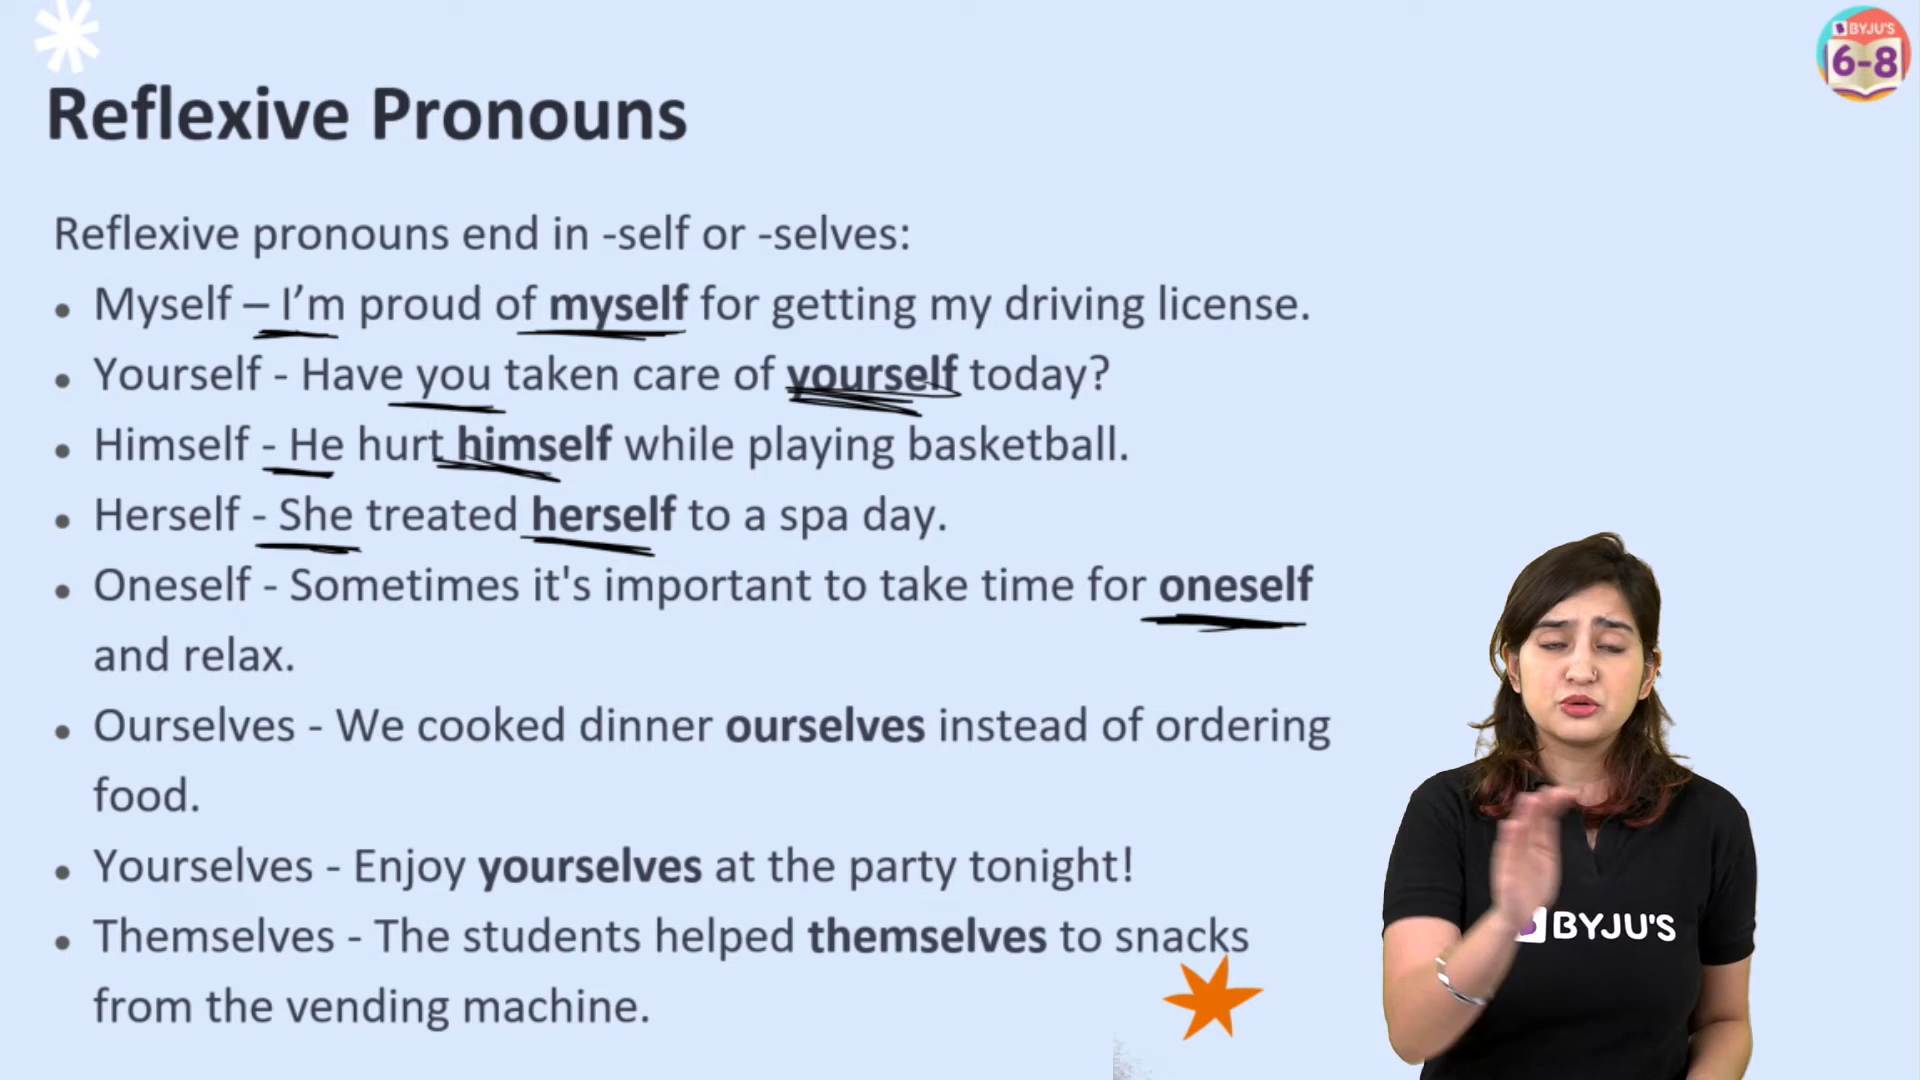 BYJU'S
6-8
Reflexive Pronouns
Reflexive pronouns end in -self or -selves:
• Myself – I’m proud of myself for getting my driving license.
• Yourself - Have you taken care of yourself today?
• Himself - He hurt himself while playing basketball.
• Herself - She treated herself to a spa day.
• Oneself - Sometimes it's important to take time for oneself
and relax.
• Ourselves - We cooked dinner ourselves instead of ordering
food.
• Yourselves - Enjoy yourselves at the party tonight!
• Themselves - The students helped themselves to snacks
from the vending machine.
BYJU'S